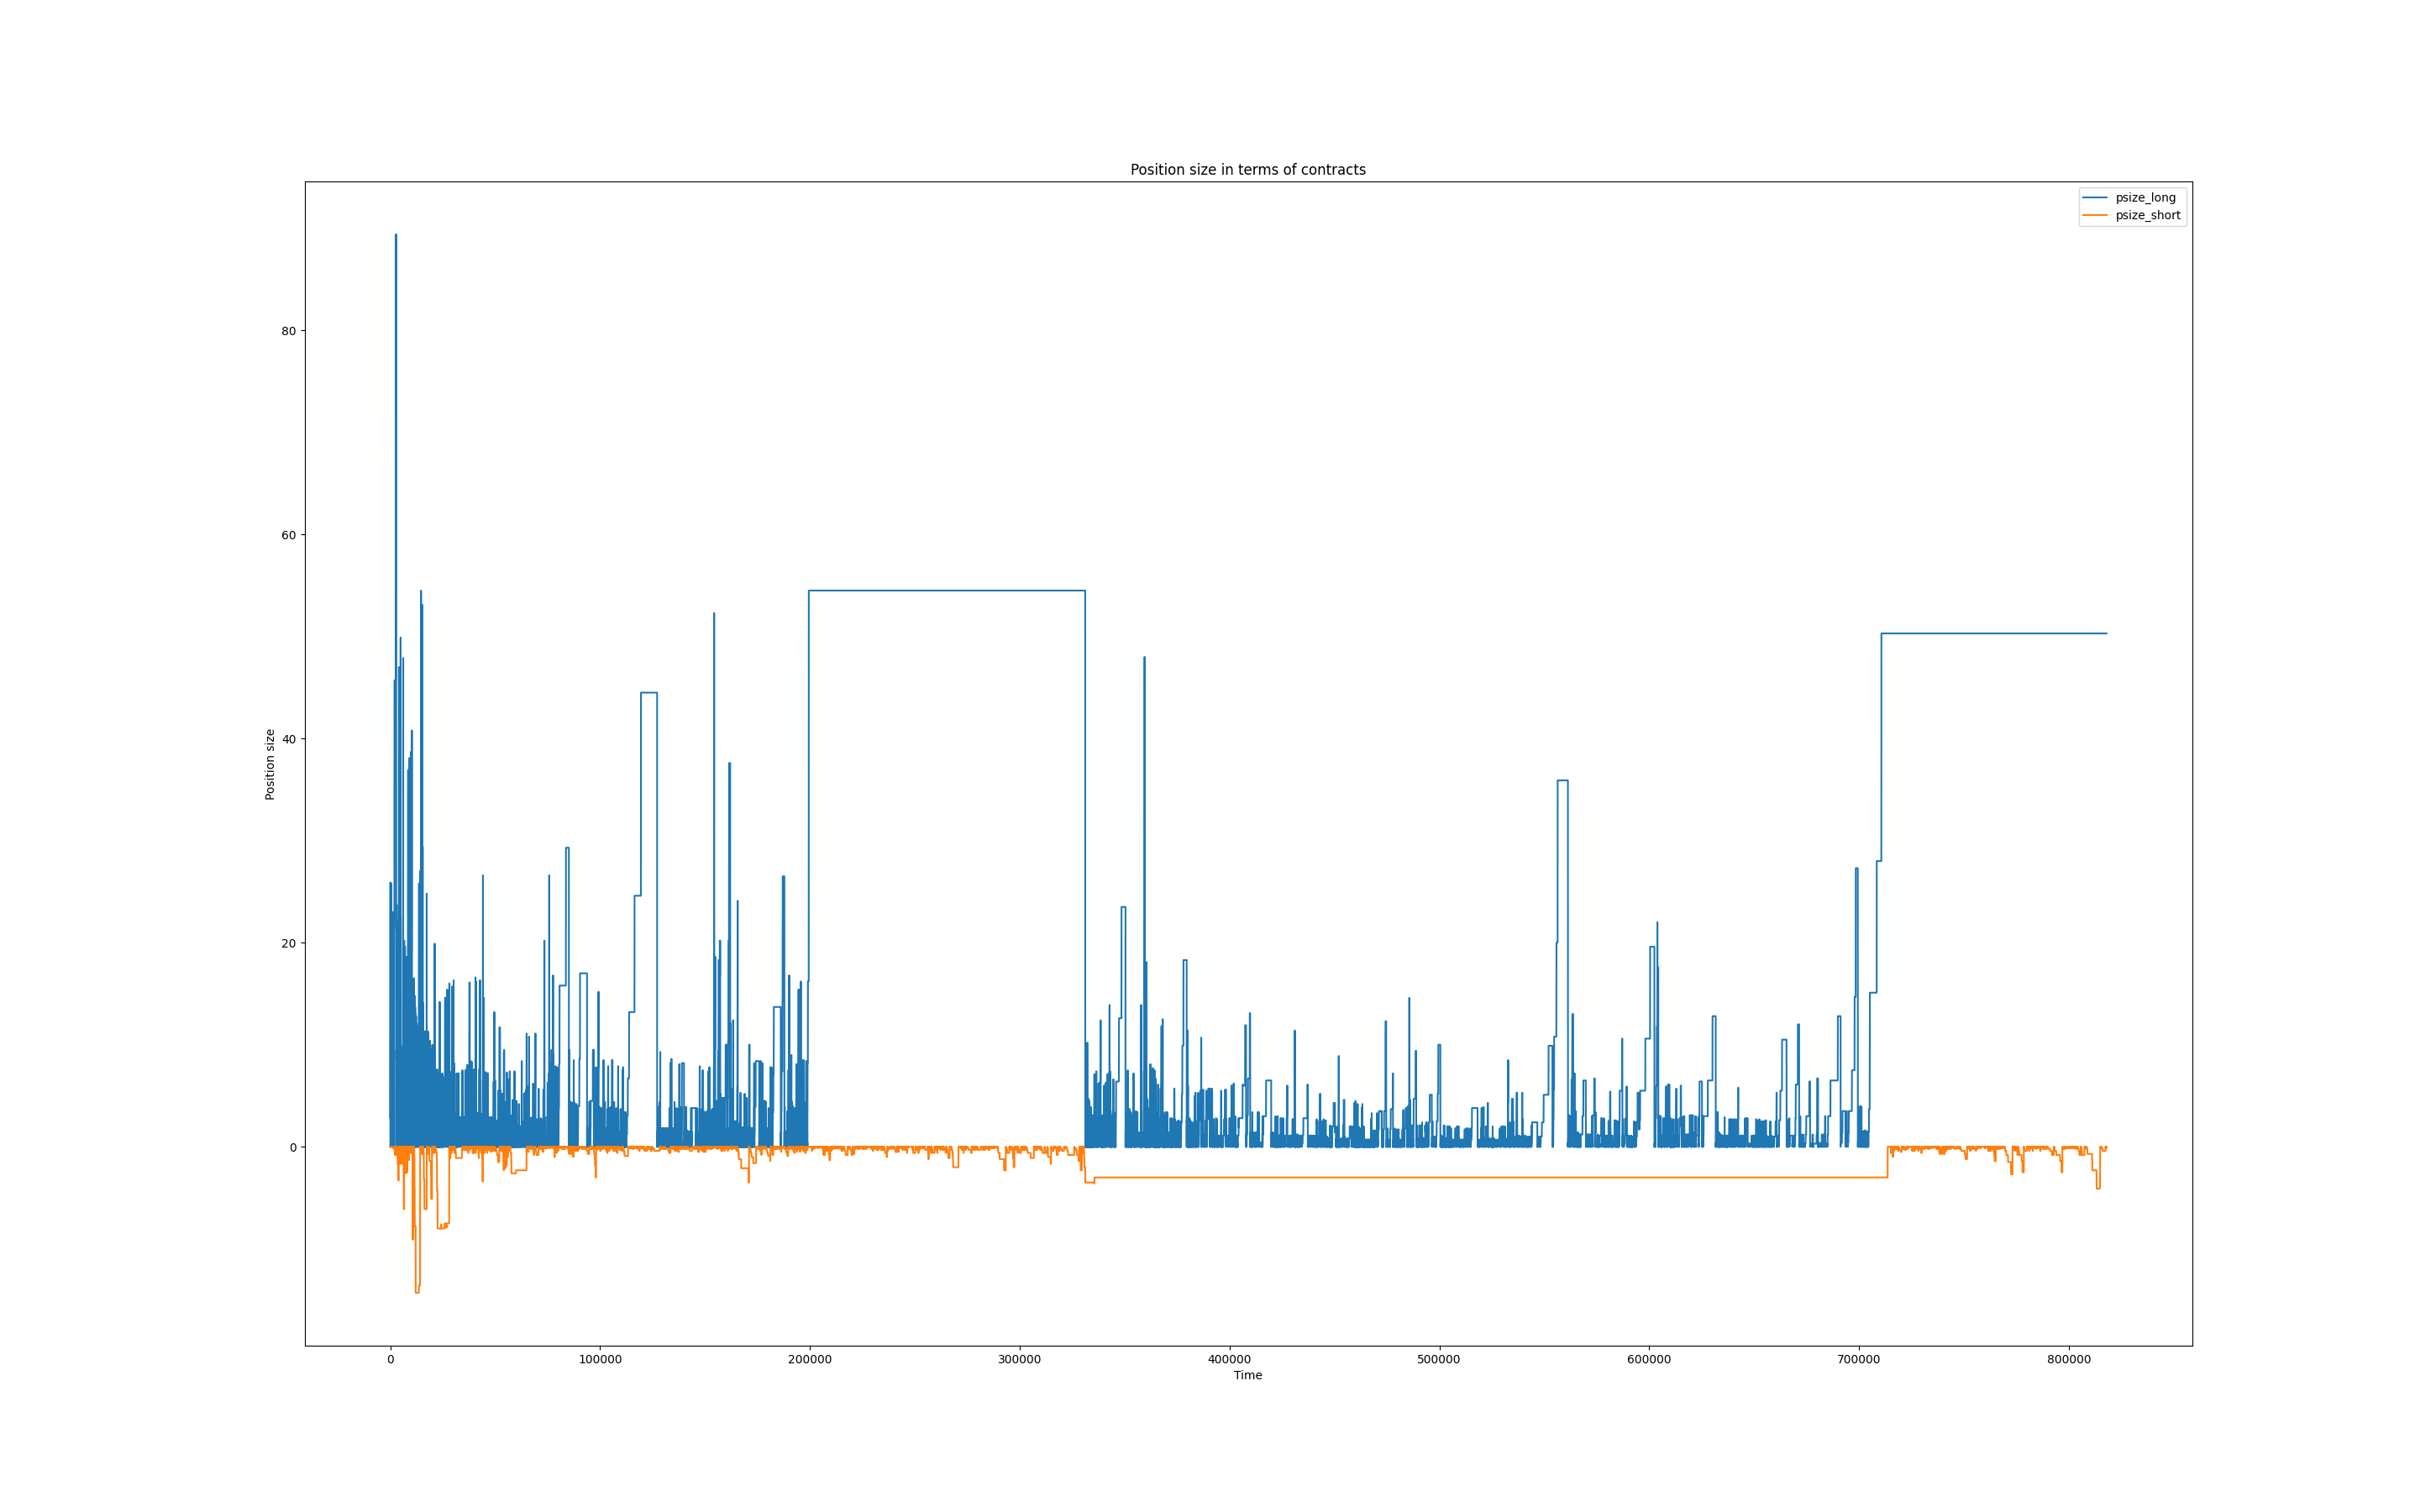 Position size in terms of contracts
psize_long
psize_short
80
60
40
20
0
Position size
0
100000
200000
300000
400000
500000
600000
700000
800000
Time